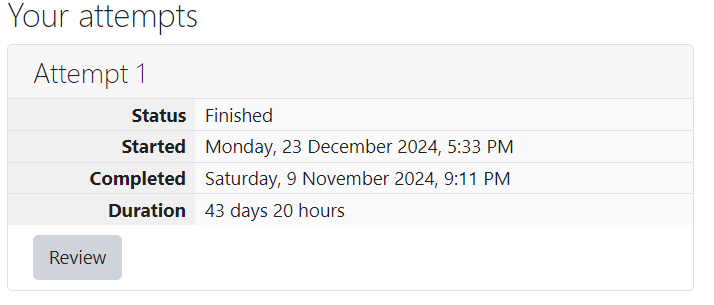 Your attempts
Attempt 1
Status Finished
Started Monday, 23 December 2024, 5:33 PM
Completed Saturday, 9 November 2024, 9:11 PM
Duration 43 days 20 hours
Review